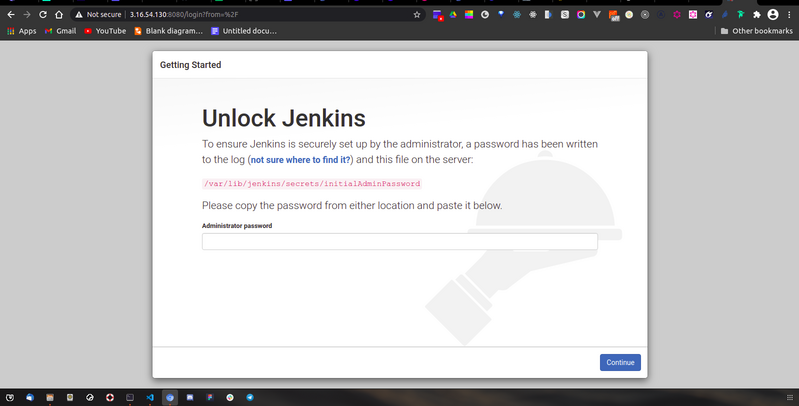 Not secure | 3.16.54.130:8080/login?from=%2F
Apps Gmail YouTube Blank diagram... Untitled docu... Other bookmarks
Getting Started
Unlock Jenkins
To ensure Jenkins is securely set up by the administrator, a password has been written
to the log (not sure where to find it?) and this file on the server:
/var/lib/jenkins/secrets/initialAdminPassword
Please copy the password from either location and paste it below.
Administrator password
Continue